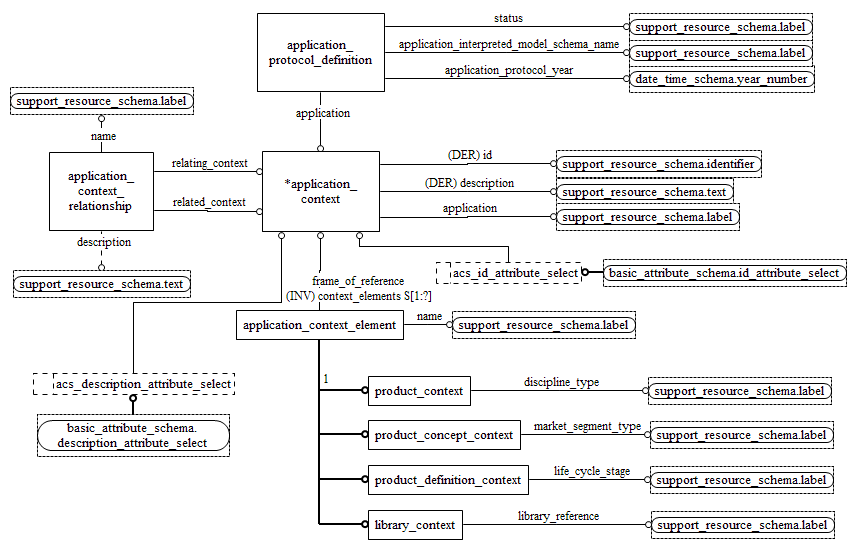 status
application_
protocol_definition
support_resource_schema.label
application_interpreted_model_schema_name
support_resource_schema.label
application_protocol_year
date_time_schema.year_number
support_resource_schema.label
application
name
application_
context_
relationship
relating_context
related_context
*application_
context
(DER) id
support_resource_schema.identifier
(DER) description
support_resource_schema.text
application
support_resource_schema.label
description
support_resource_schema.text
acs_id_attribute_select
basic_attribute_schema.id_attribute_select
frame_of_reference
(INV) context_elements S[1:?]
application_context_element
name
support_resource_schema.label
acs_description_attribute_select
basic_attribute_schema.
description_attribute_select
1
product_context
discipline_type
support_resource_schema.label
product_concept_context
market_segment_type
support_resource_schema.label
product_definition_context
life_cycle_stage
support_resource_schema.label
library_context
library_reference
support_resource_schema.label